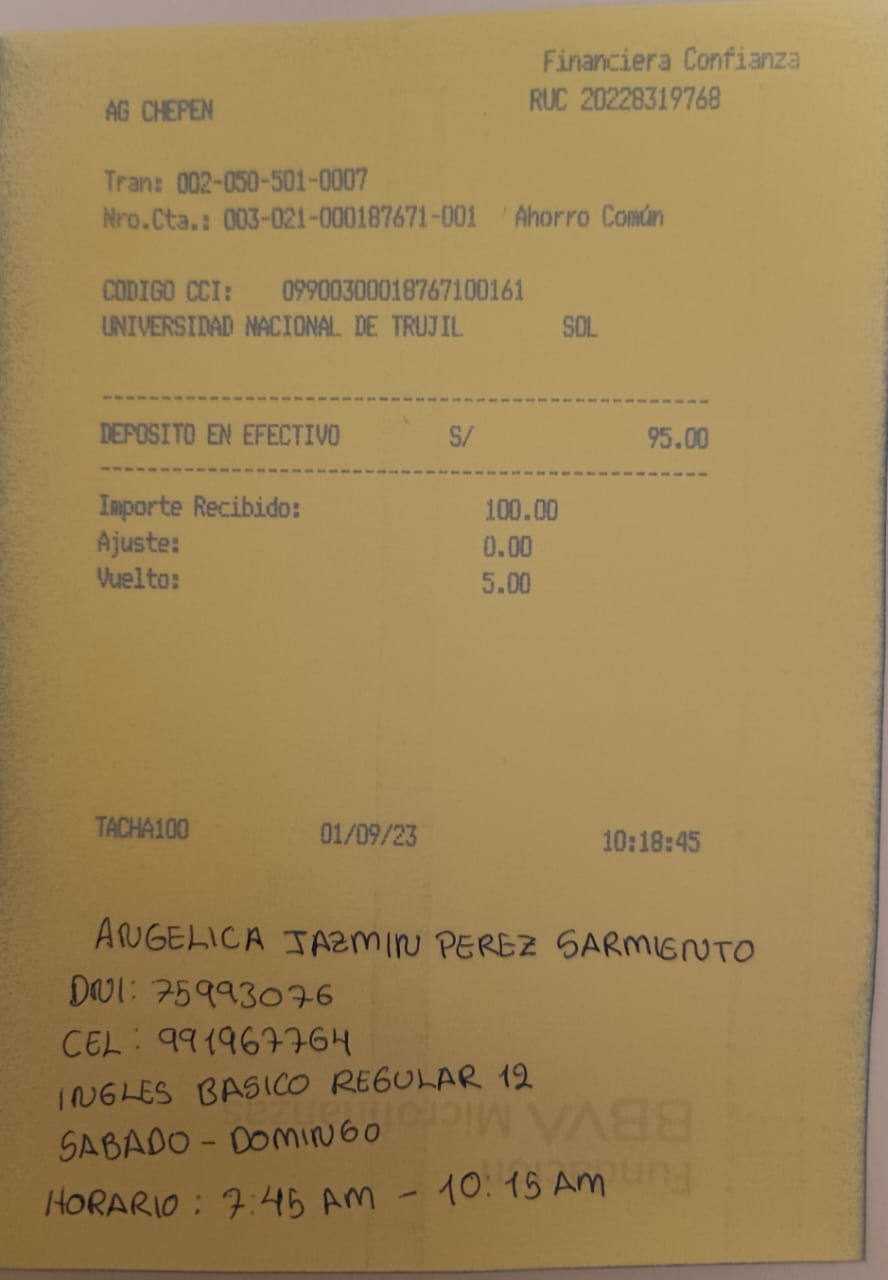 Financiera Confianza
AG CHEPEN RUC 20228319768
Tran: 002-050-501-0007
Nro.Cta.: 003-021-000187671-001 Ahorro Común
CODIGO CCI: 09900300018767100161
UNIVERSIDAD NACIONAL DE TRUJIL SOL
DEPOSITO EN EFECTIVO S/ 95.00
Importe Recibido: 100.00
Ajuste: 0.00
Vuelto: 5.00
TACHA100 01/09/23 10:18:45
ANGELICA JAZMIN PEREZ SARMIENTO
DNI: 75993076
CEL: 991967764
INGLES BASICO REGULAR 12
SABADO - DOMINGO
HORARIO : 7:45 AM - 10:15 AM
BBVA Microfinanzas
Fundación